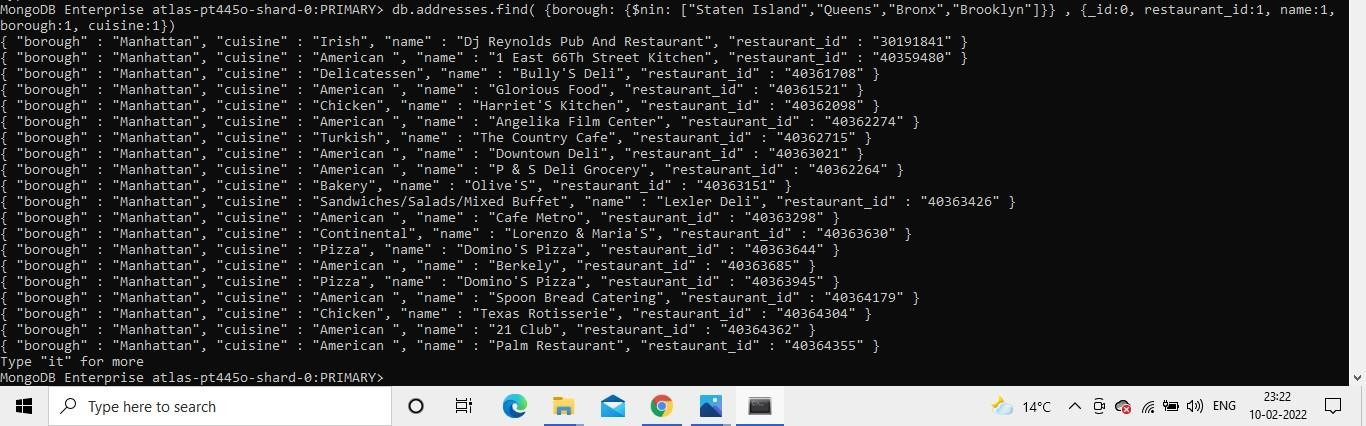 MongoDB Enterprise atlas-pt445o-shard-0:PRIMARY> db.addresses.find( {borough: {$nin: ["Staten Island","Queens","Bronx","Brooklyn"]}} , {_id:0, restaurant_id:1, name:1,
borough:1, cuisine:1})
{ "borough" : "Manhattan", "cuisine" : "Irish", "name" : "Dj Reynolds Pub And Restaurant", "restaurant_id" : "30191841" }
{ "borough" : "Manhattan", "cuisine" : "American ", "name" : "1 East 66Th Street Kitchen", "restaurant_id" : "40359480" }
{ "borough" : "Manhattan", "cuisine" : "Delicatessen", "name" : "Bully'S Deli", "restaurant_id" : "40361708" }
{ "borough" : "Manhattan", "cuisine" : "American ", "name" : "Glorious Food", "restaurant_id" : "40361521" }
{ "borough" : "Manhattan", "cuisine" : "Chicken", "name" : "Harriet'S Kitchen", "restaurant_id" : "40362098" }
{ "borough" : "Manhattan", "cuisine" : "American ", "name" : "Angelika Film Center", "restaurant_id" : "40362274" }
{ "borough" : "Manhattan", "cuisine" : "Turkish", "name" : "The Country Cafe", "restaurant_id" : "40362715" }
{ "borough" : "Manhattan", "cuisine" : "American ", "name" : "Downtown Deli", "restaurant_id" : "40363021" }
{ "borough" : "Manhattan", "cuisine" : "American ", "name" : "P & S Deli Grocery", "restaurant_id" : "40362264" }
{ "borough" : "Manhattan", "cuisine" : "Bakery", "name" : "Olive'S", "restaurant_id" : "40363151" }
{ "borough" : "Manhattan", "cuisine" : "Sandwiches/Salads/Mixed Buffet", "name" : "Lexler Deli", "restaurant_id" : "40363426" }
{ "borough" : "Manhattan", "cuisine" : "American ", "name" : "Cafe Metro", "restaurant_id" : "40363298" }
{ "borough" : "Manhattan", "cuisine" : "Continental", "name" : "Lorenzo & Maria'S", "restaurant_id" : "40363630" }
{ "borough" : "Manhattan", "cuisine" : "Pizza", "name" : "Domino'S Pizza", "restaurant_id" : "40363644" }
{ "borough" : "Manhattan", "cuisine" : "American ", "name" : "Berkely", "restaurant_id" : "40363685" }
{ "borough" : "Manhattan", "cuisine" : "Pizza", "name" : "Domino'S Pizza", "restaurant_id" : "40363945" }
{ "borough" : "Manhattan", "cuisine" : "American ", "name" : "Spoon Bread Catering", "restaurant_id" : "40364179" }
{ "borough" : "Manhattan", "cuisine" : "Chicken", "name" : "Texas Rotisserie", "restaurant_id" : "40364304" }
{ "borough" : "Manhattan", "cuisine" : "American ", "name" : "21 Club", "restaurant_id" : "40364362" }
{ "borough" : "Manhattan", "cuisine" : "American ", "name" : "Palm Restaurant", "restaurant_id" : "40364355" }
Type "it" for more
MongoDB Enterprise atlas-pt445o-shard-0:PRIMARY>
Type here to search
14°C
ENG
23:22
10-02-2022